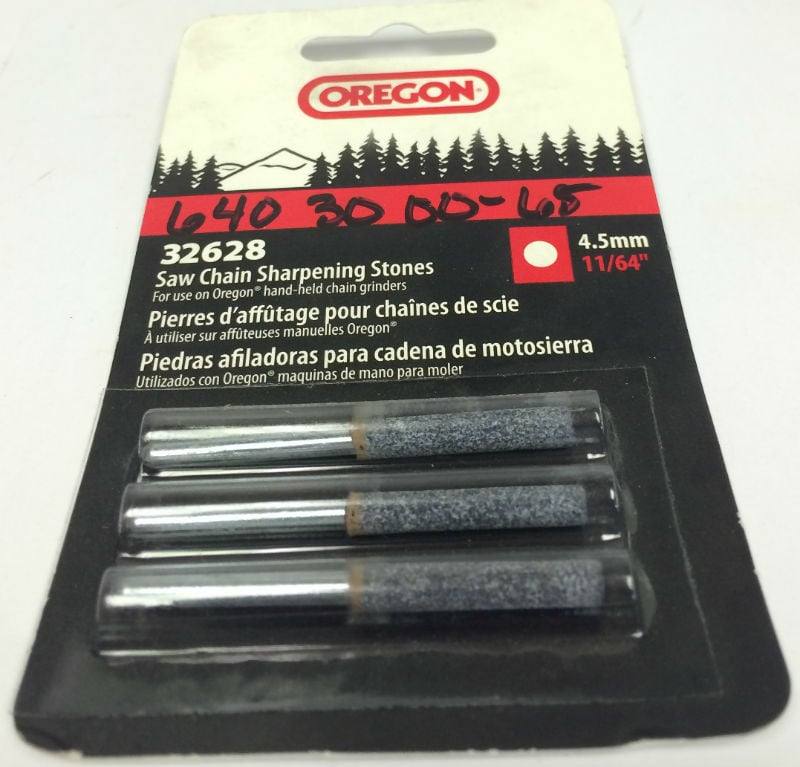 OREGON®
640 30 00-65
32628
4.5mm
11/64"
Saw Chain Sharpening Stones
For use on Oregon® hand-held chain grinders
Pierres d'affûtage pour chaînes de scie
À utiliser sur affûteuses manuelles Oregon®
Piedras afiladoras para cadena de motosierra
Utilizados con Oregon® maquinas de mano para moler